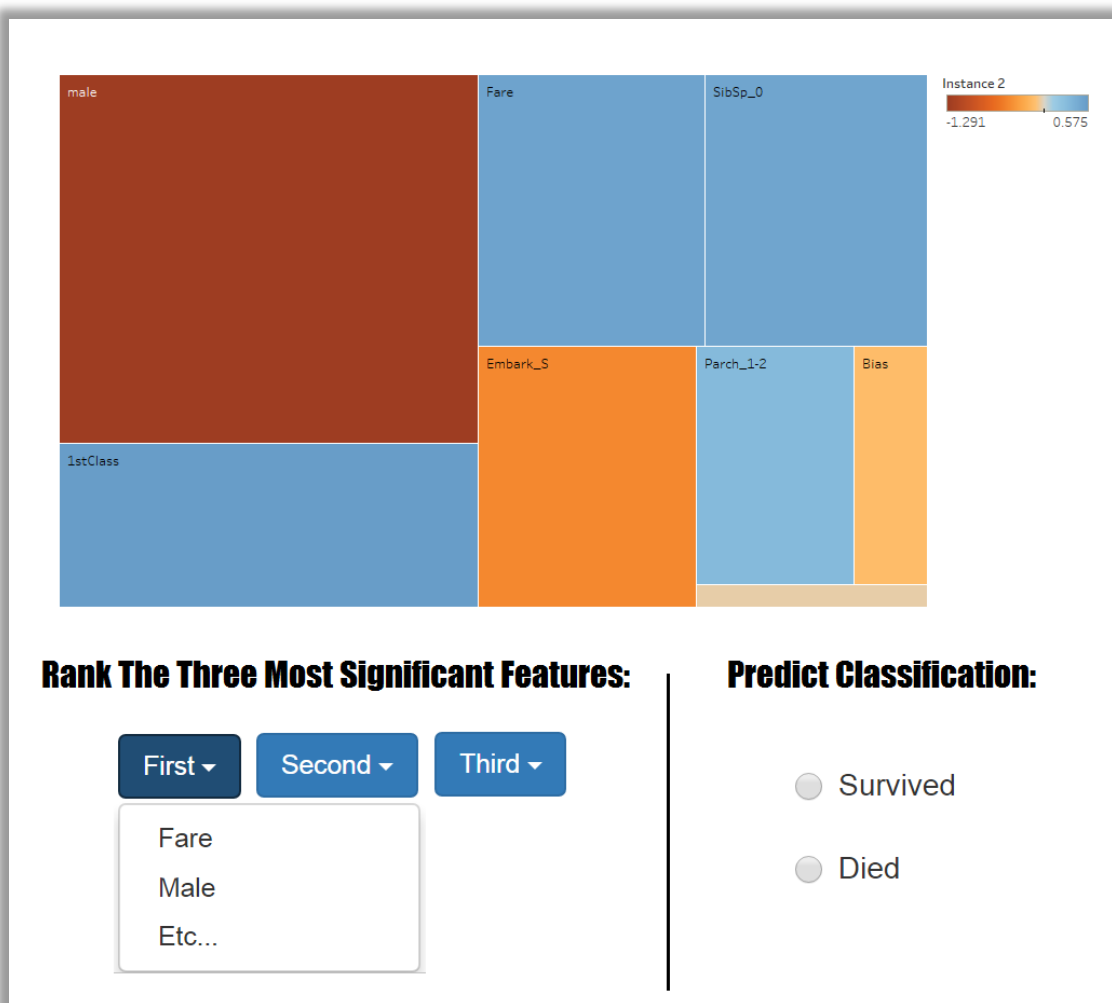 male
Fare
SibSp_0
Instance 2
-1.291 0.575
Embark_S
Parch_1-2
Bias
1stClass
Rank The Three Most Significant Features:
Predict Classification:
First
Second
Third
Fare
Male
Etc...
Survived
Died